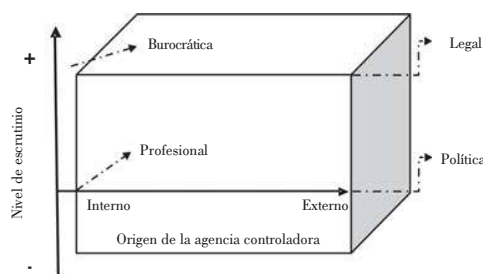 Burocrática
Legal
+
Nivel de escrutinio
Profesional
Política
Interno
Externo
Origen de la agencia controladora
-